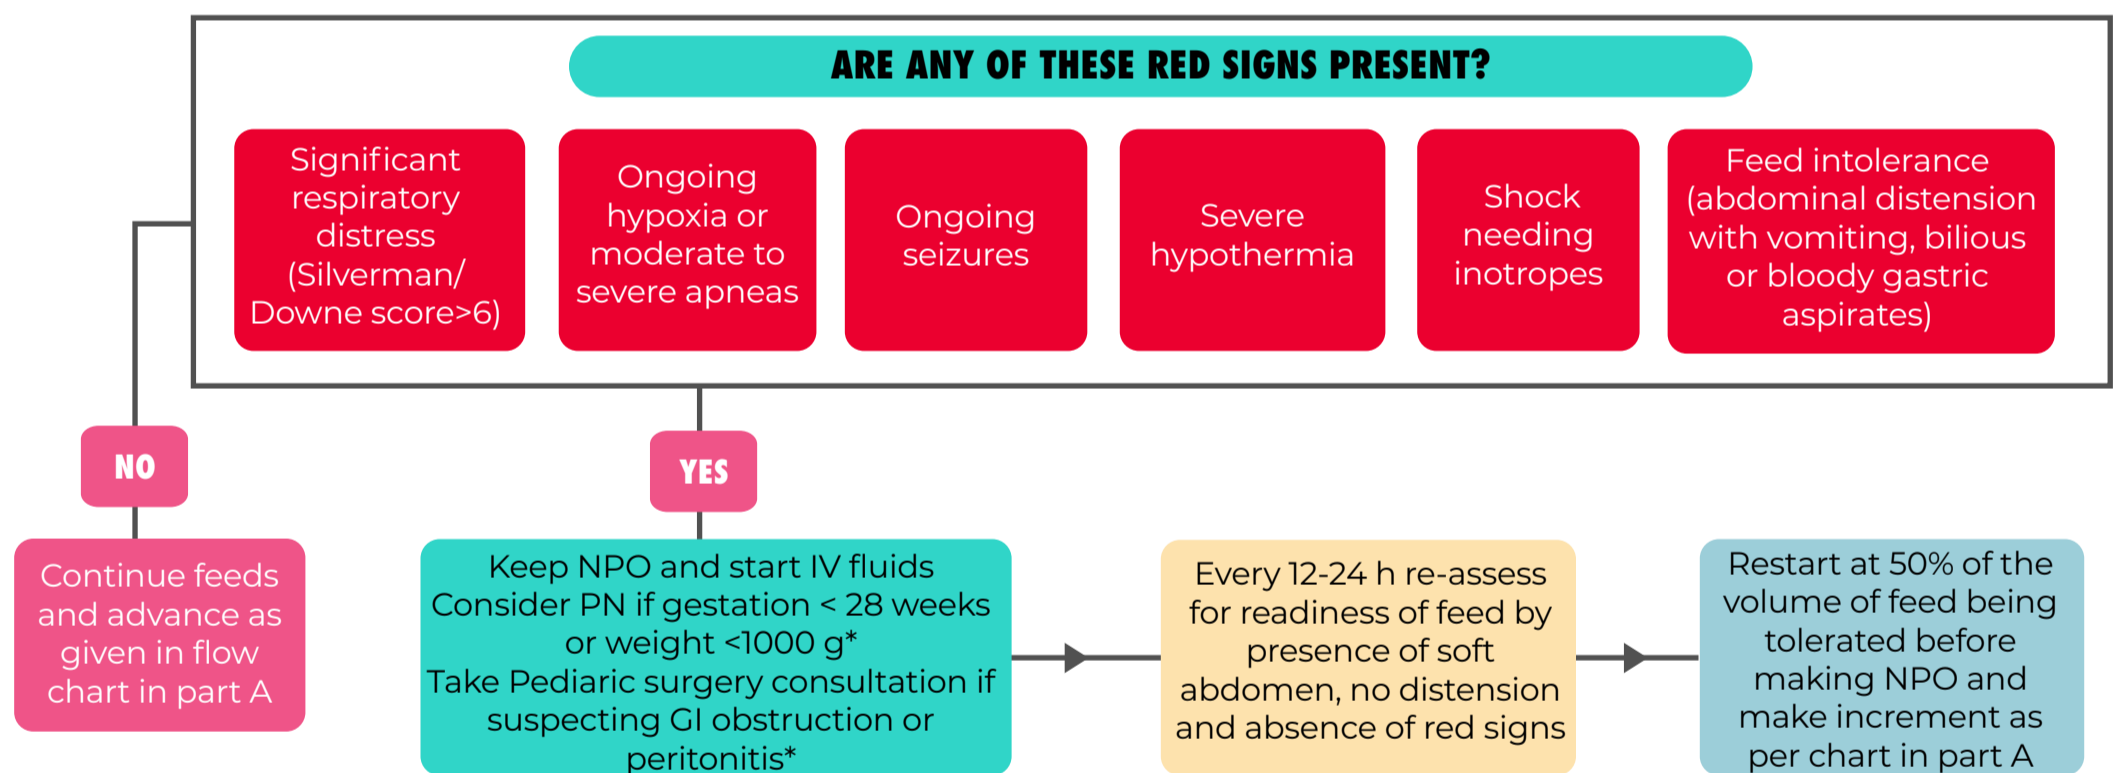 ARE ANY OF THESE RED SIGNS PRESENT?
Significant
respiratory
distress
(Silverman/
Downe score>6)
Ongoing
hypoxia or
moderate to
severe apneas
Ongoing
seizures
Severe
hypothermia
Shock
needing
inotropes
Feed intolerance
(abdominal distension
with vomiting, bilious
or bloody gastric
aspirates)
NO
YES
Continue feeds
and advance as
given in flow
chart in part A
Keep NPO and start IV fluids
Consider PN if gestation < 28 weeks
or weight <1000 g*
Take Pediaric surgery consultation if
suspecting GI obstruction or
peritonitis*
Every 12-24 h re-assess
for readiness of feed by
presence of soft
abdomen, no distension
and absence of red signs
Restart at 50% of the
volume of feed being
tolerated before
making NPO and
make increment as
per chart in part A